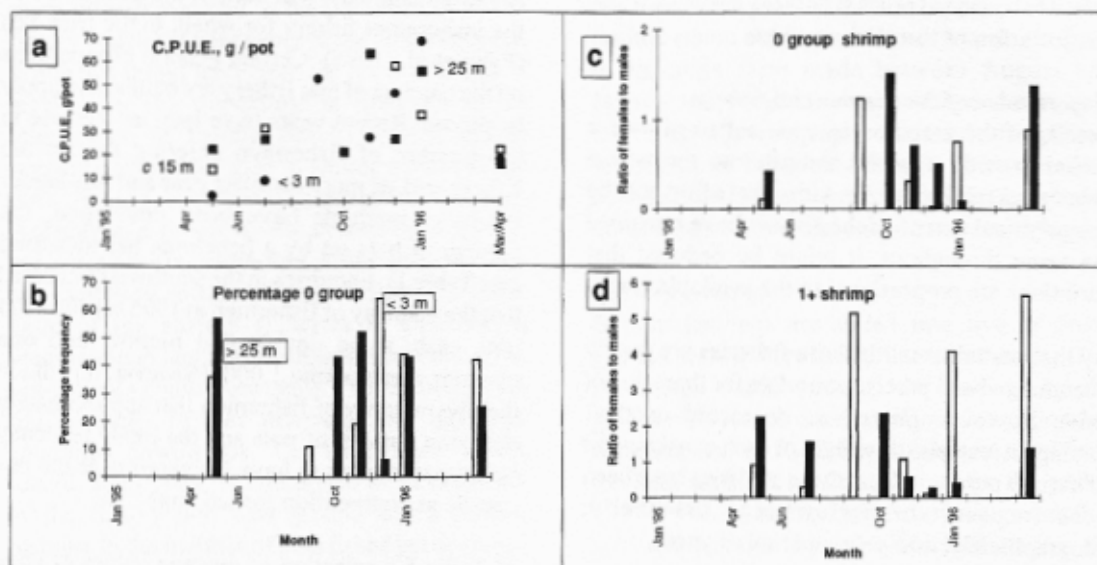 a
C.P.U.E., g / pot
C.P.U.E., g/pot
70
60
50
40
30
20
10
0
> 25 m
c 15 m
< 3 m
Jan '95
Apr
Jun
Oct
Jan '96
Mar/Apr
b
Percentage 0 group
Percentage frequency
70
60
50
40
30
20
10
0
< 3 m
> 25 m
Jan '95
Apr
Oct
Jan '96
Month
c
0 group shrimp
Ratio of females to males
2
1
0
Jan '95
Apr
Jun
Oct
Jan '96
d
1+ shrimp
Ratio of females to males
6
5
4
3
2
1
0
Apr
Jun
Oct
Jan '96
Month